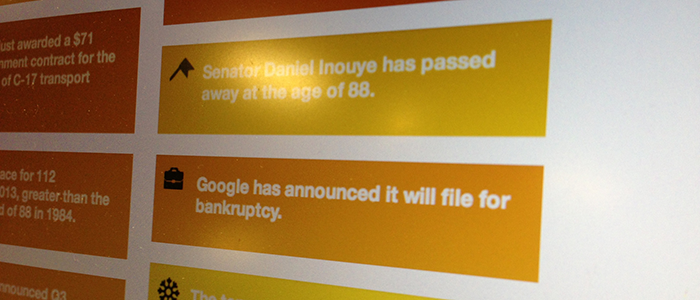 ust awarded a $71
nment contract for the
of C-17 transport
Senator Daniel Inouye has passed
away at the age of 88.
ace for 112
013, greater than the
d of 88 in 1984.
Google has announced it will file for
bankruptcy.
nnounced Q3
The